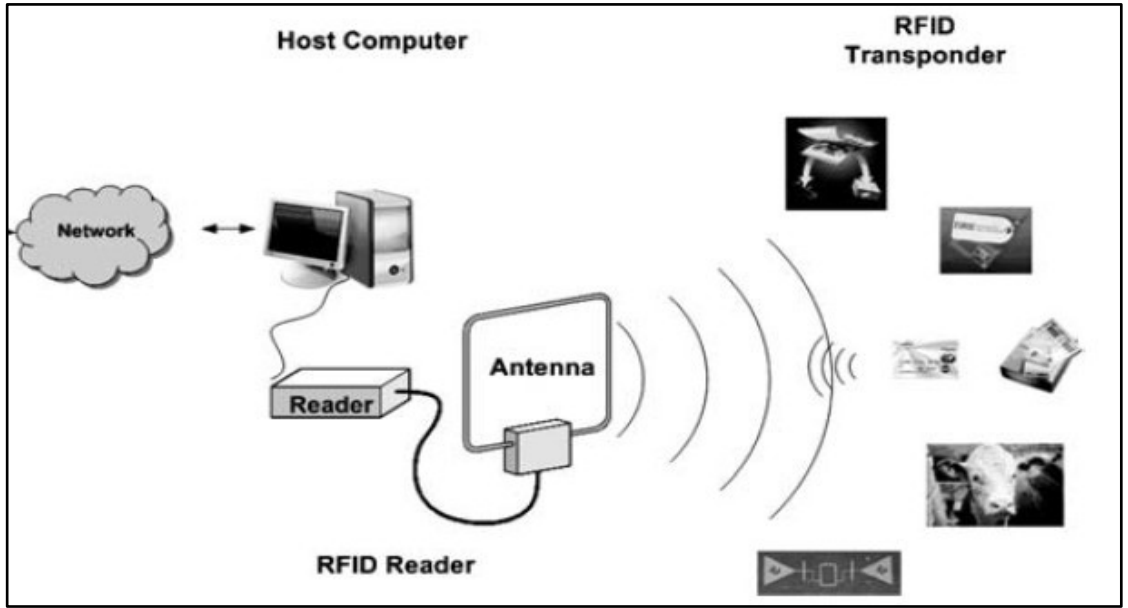 Host Computer
RFID
Transponder
Network
Antenna
Reader
RFID Reader